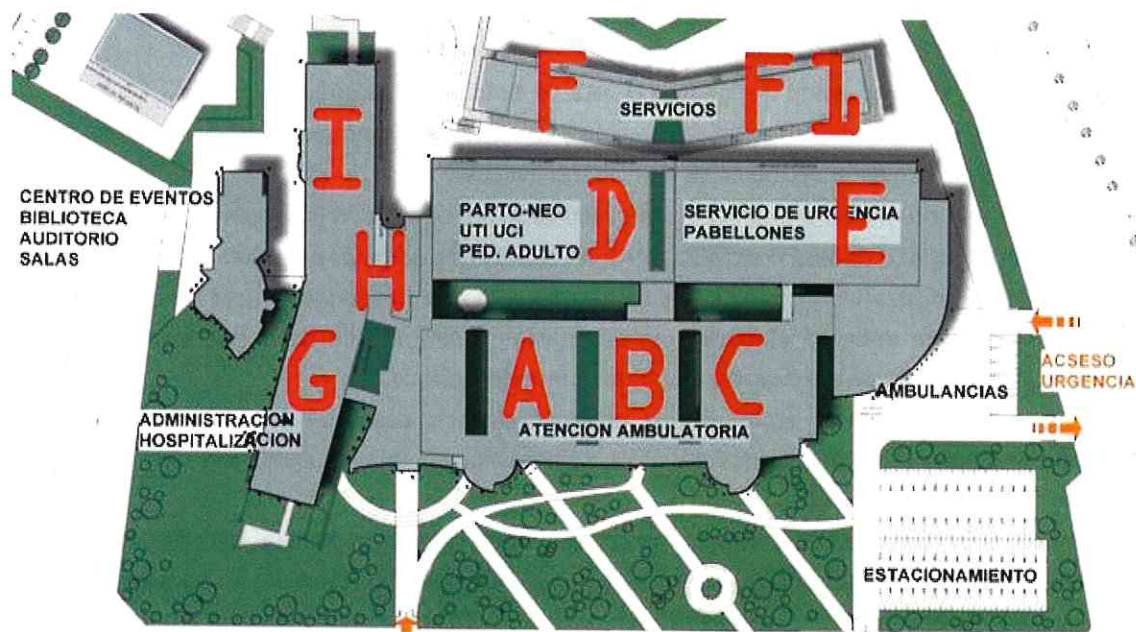 F
F1
SERVICIOS
I
CENTRO DE EVENTOS
BIBLIOTECA
AUDITORIO
SALAS
PARTO-NEO
UTI UCI
PED. ADULTO
D
SERVICIO DE URGENCIA
PABELLONES
E
H
G
A
B
C
ACSESO
URGENCIA
AMBULANCIAS
ADMINISTRACION
HOSPITALIZACION
ATENCION AMBULATORIA
ESTACIONAMIENTO